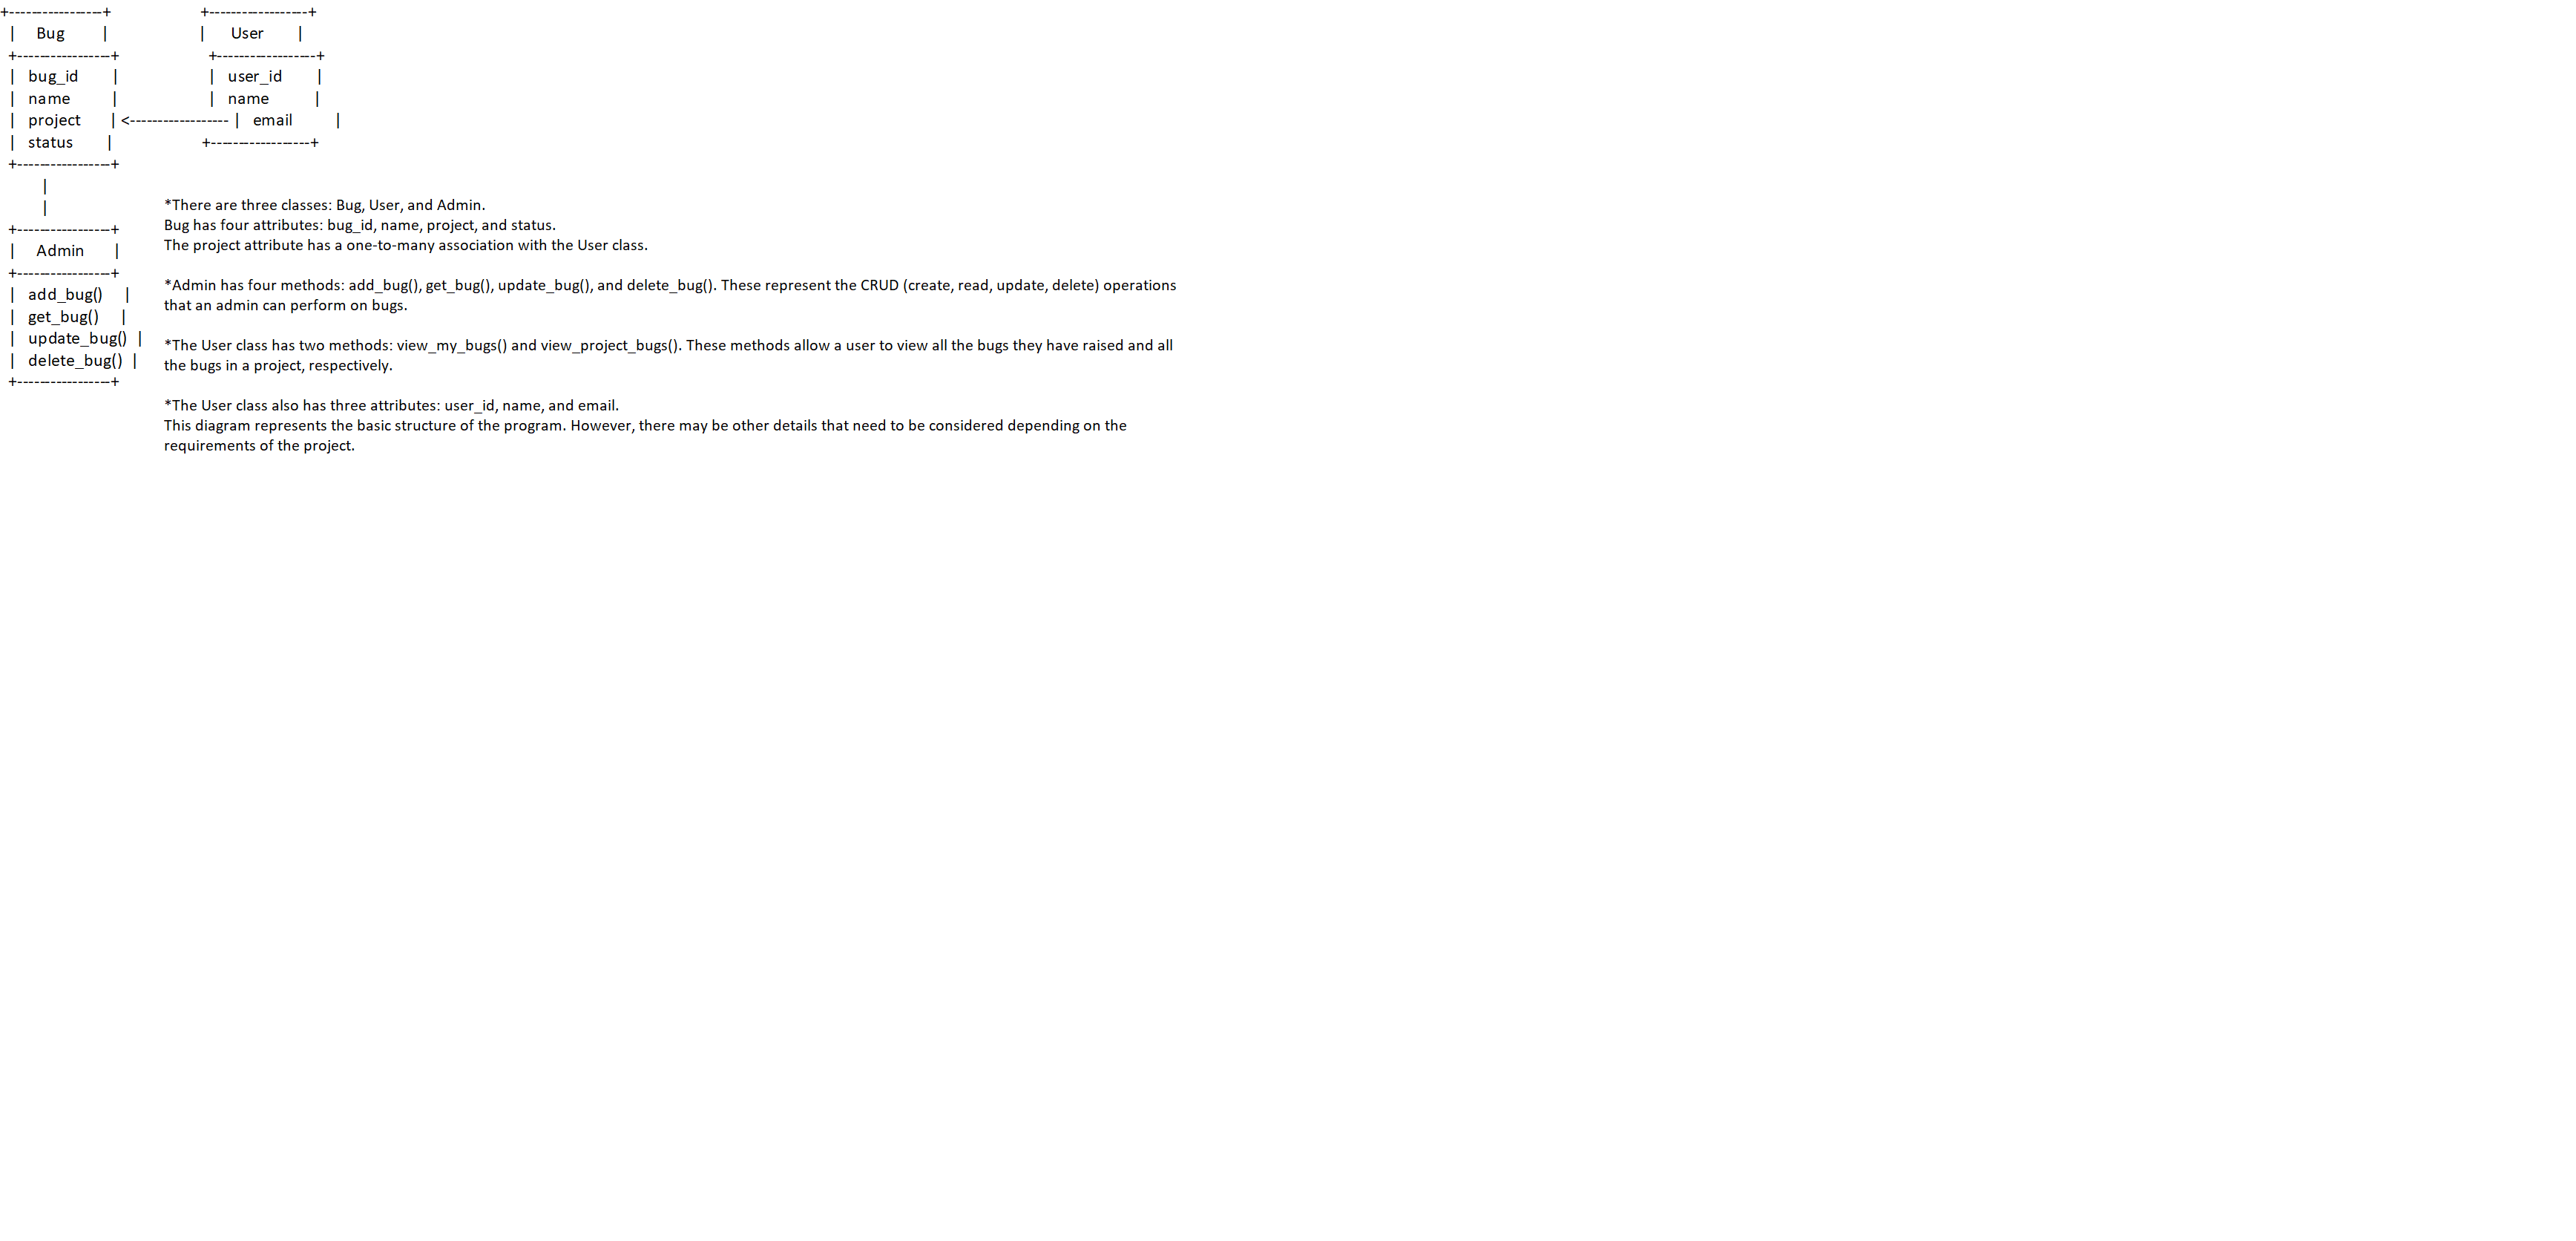 +-----------------+ +------------------+
| Bug | | User |
+-----------------+ +------------------+
| bug_id | | user_id |
| name | | name |
| project |<------------------ | email |
| status | +------------------+
+-----------------+
|
|
+-----------------+
| Admin |
+-----------------+
| add_bug() |
| get_bug() |
| update_bug() |
| delete_bug() |
+-----------------+
*There are three classes: Bug, User, and Admin.
Bug has four attributes: bug_id, name, project, and status.
The project attribute has a one-to-many association with the User class.
*Admin has four methods: add_bug(), get_bug(), update_bug(), and delete_bug(). These represent the CRUD (create, read, update, delete) operations
that an admin can perform on bugs.
*The User class has two methods: view_my_bugs() and view_project_bugs(). These methods allow a user to view all the bugs they have raised and all
the bugs in a project, respectively.
*The User class also has three attributes: user_id, name, and email.
This diagram represents the basic structure of the program. However, there may be other details that need to be considered depending on the
requirements of the project.